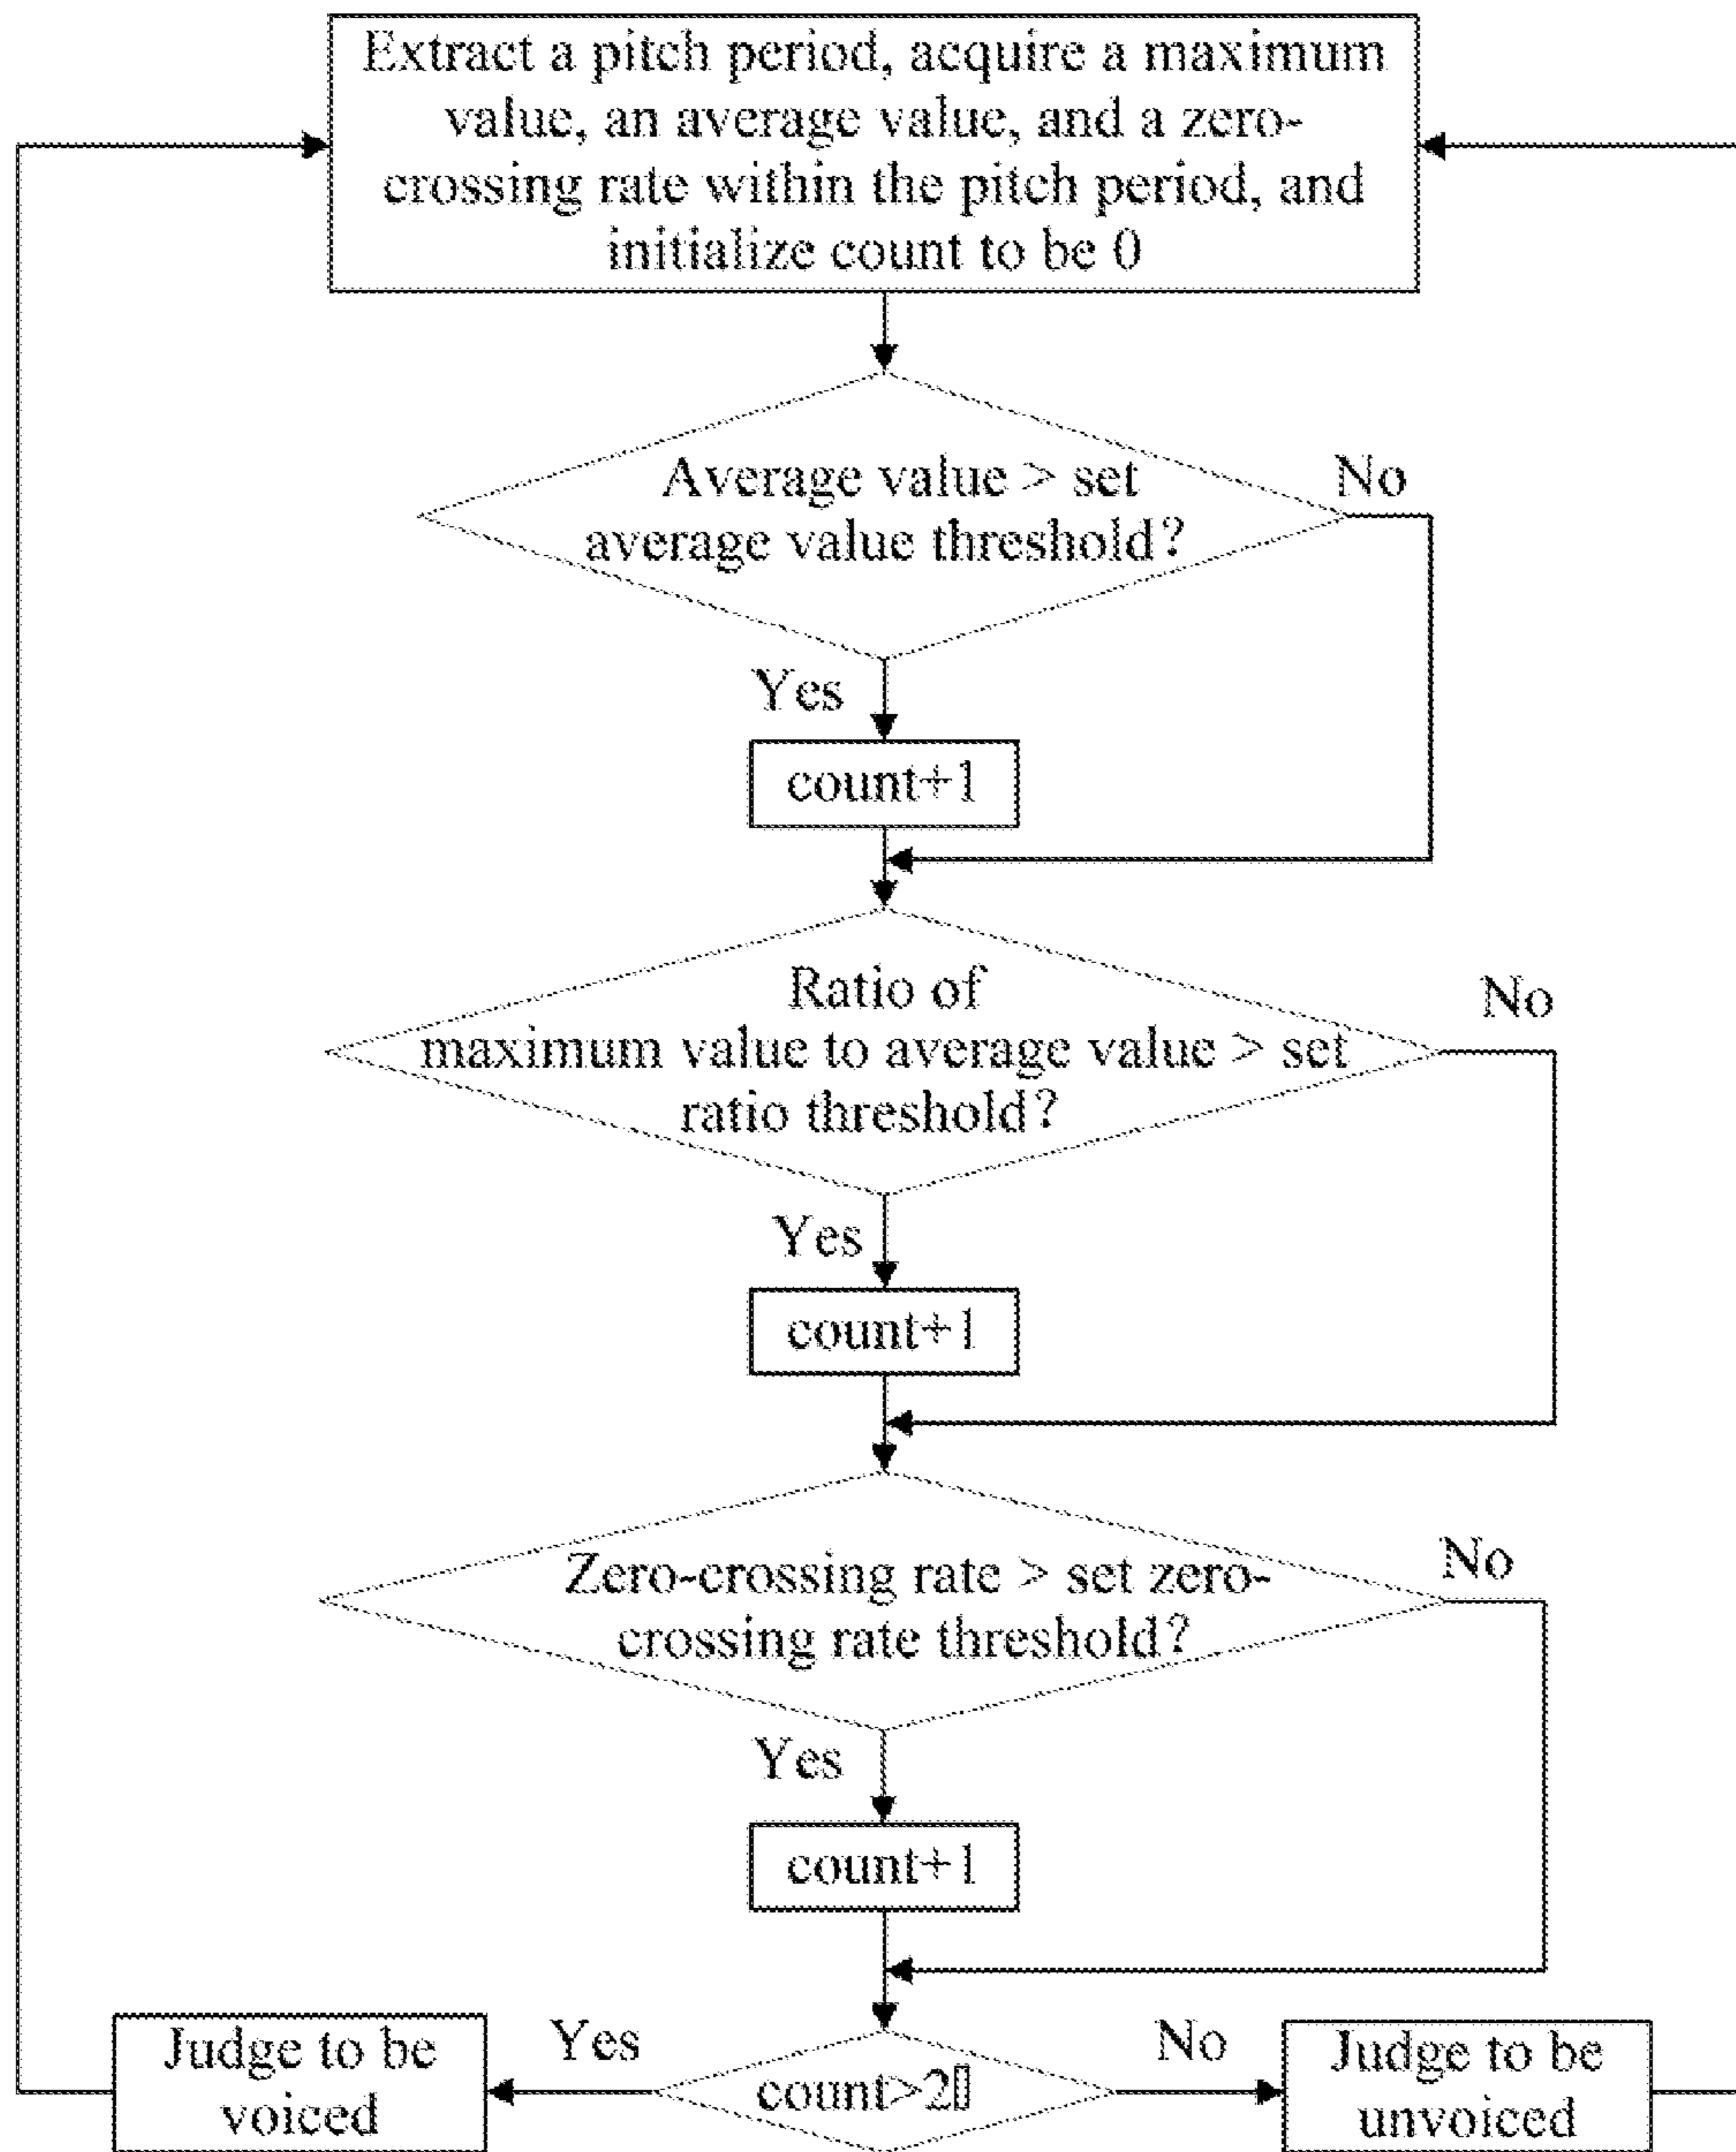 Extract a pitch period, acquire a maximum
value, an average value, and a zero-
crossing rate within the pitch period, and
initialize count to be 0
Average value > set
average value threshold?
No
Yes
count+1
Ratio of
maximum value to average value > set
ratio threshold?
No
Yes
count+1
Zero-crossing rate > set zero-
crossing rate threshold?
No
Yes
count+1
Judge to be
voiced
Yes
count>2▯
No
Judge to be
unvoiced